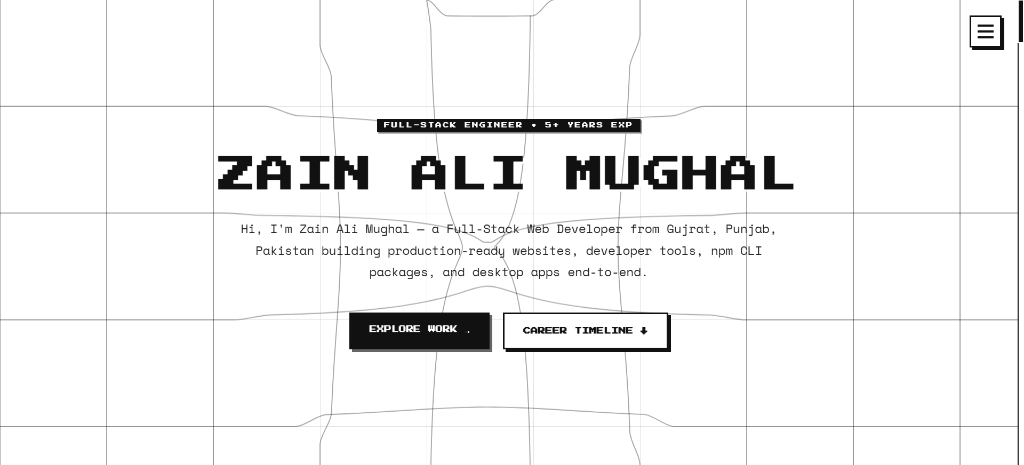 FULL-STACK ENGINEER • 5+ YEARS EXP
ZAIN ALI MUGHAL
Hi, I'm Zain Ali Mughal — a Full-Stack Web Developer from Gujrat, Punjab,
Pakistan building production-ready websites, developer tools, npm CLI
packages, and desktop apps end-to-end.
EXPLORE WORK .
CAREER TIMELINE ↓